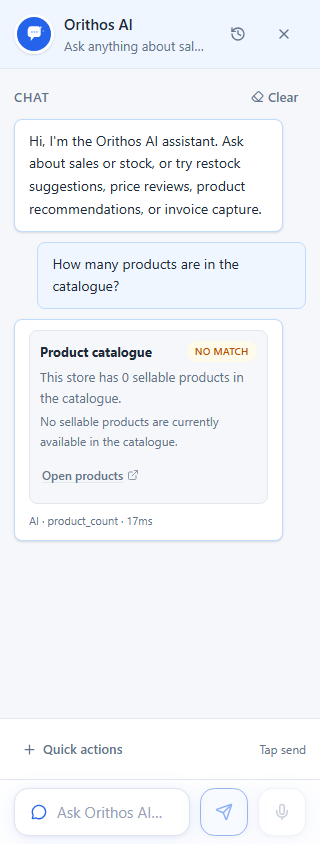 Orithos AI
Ask anything about sal...
CHAT
Clear
Hi, I'm the Orithos AI assistant. Ask
about sales or stock, or try restock
suggestions, price reviews, product
recommendations, or invoice capture.
How many products are in the
catalogue?
Product catalogue
NO MATCH
This store has 0 sellable products in
the catalogue.
No sellable products are currently
available in the catalogue.
Open products
AI · product_count · 17ms
Quick actions
Tap send
Ask Orithos AI...